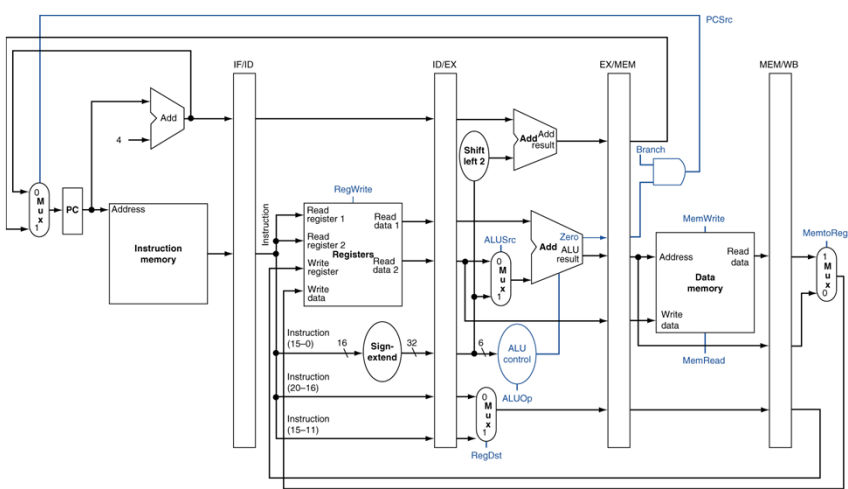 PCSrc
IF/ID
ID/EX
EX/MEM
MEM/WB
Add
4
Add
Add
result
Shift
left 2
Branch
0
M
u
x
1
PC
Address
Instruction
memory
Instruction
RegWrite
Read
register 1
Read
register 2
Write
register
Write
data
Registers
Read
data 1
Read
data 2
ALUSrc
0
M
u
x
1
Zero
Add
ALU
result
MemWrite
Address
Read
data
Data
memory
Write
data
MemRead
MemtoReg
1
M
u
x
0
Instruction
(15–0)
16
Sign-
extend
32
6
ALU
control
ALUOp
Instruction
(20–16)
Instruction
(15–11)
0
M
u
x
1
RegDst